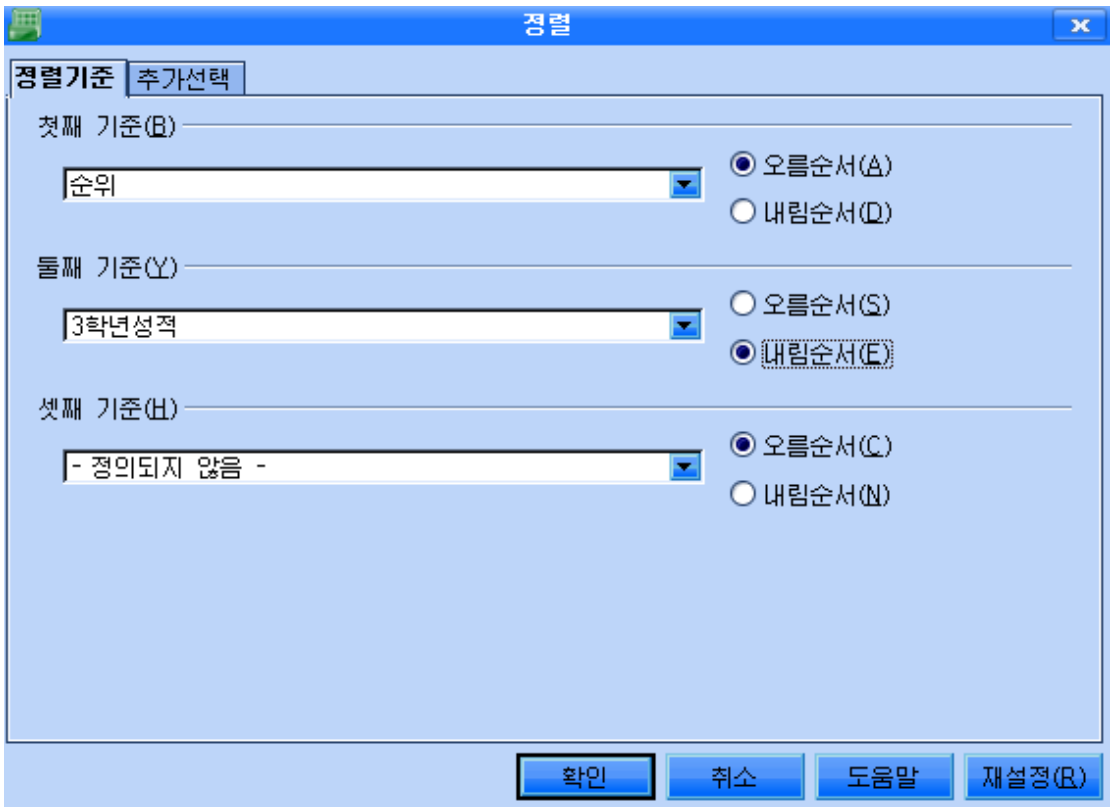 정렬
정렬기준 추가선택
첫째 기준(B)
순위
오름순서(A)
내림순서(D)
둘째 기준(Y)
3학년성적
오름순서(S)
내림순서(E)
셋째 기준(H)
- 정의되지 않음 -
오름순서(C)
내림순서(N)
확인 취소 도움말 재설정(R)